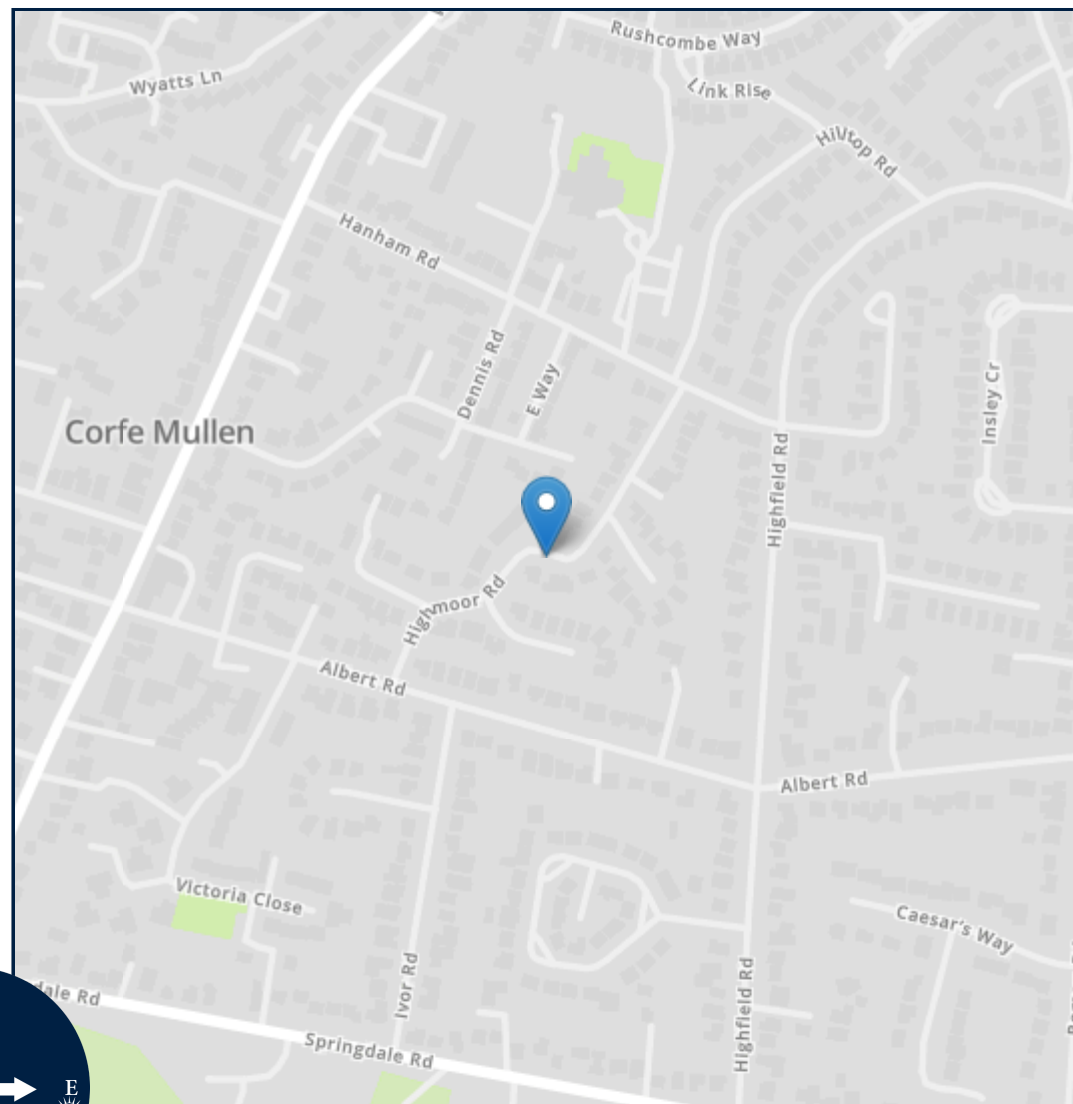 Rushcombe Way
Wyatts Ln
Link Rise
Hilltop Rd
Hanham Rd
Dennis Rd
E Way
Insley Cr
Corfe Mullen
Highfield Rd
Highmoor Rd
Albert Rd
Albert Rd
Victoria Close
Caesar's Way
Ivor Rd
Highfield Rd
dale Rd
Springdale Rd
E